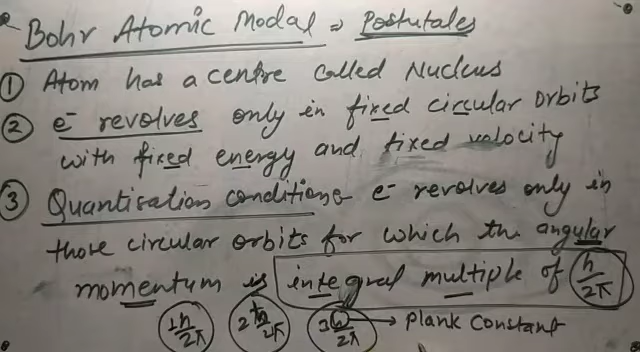 Bohr Atomic Modal ⇒ Postutales
① Atom has a centre called Nucleus
② e⁻ revolves only in fixed circular orbits
with fixed energy and fixed velocity
③ Quantisation conditions e⁻ revolves only in
those circular orbits for which the angular
momentum is integral multiple of h/2π
1h/2π 2h/2π 3h/2π → Plank Constant